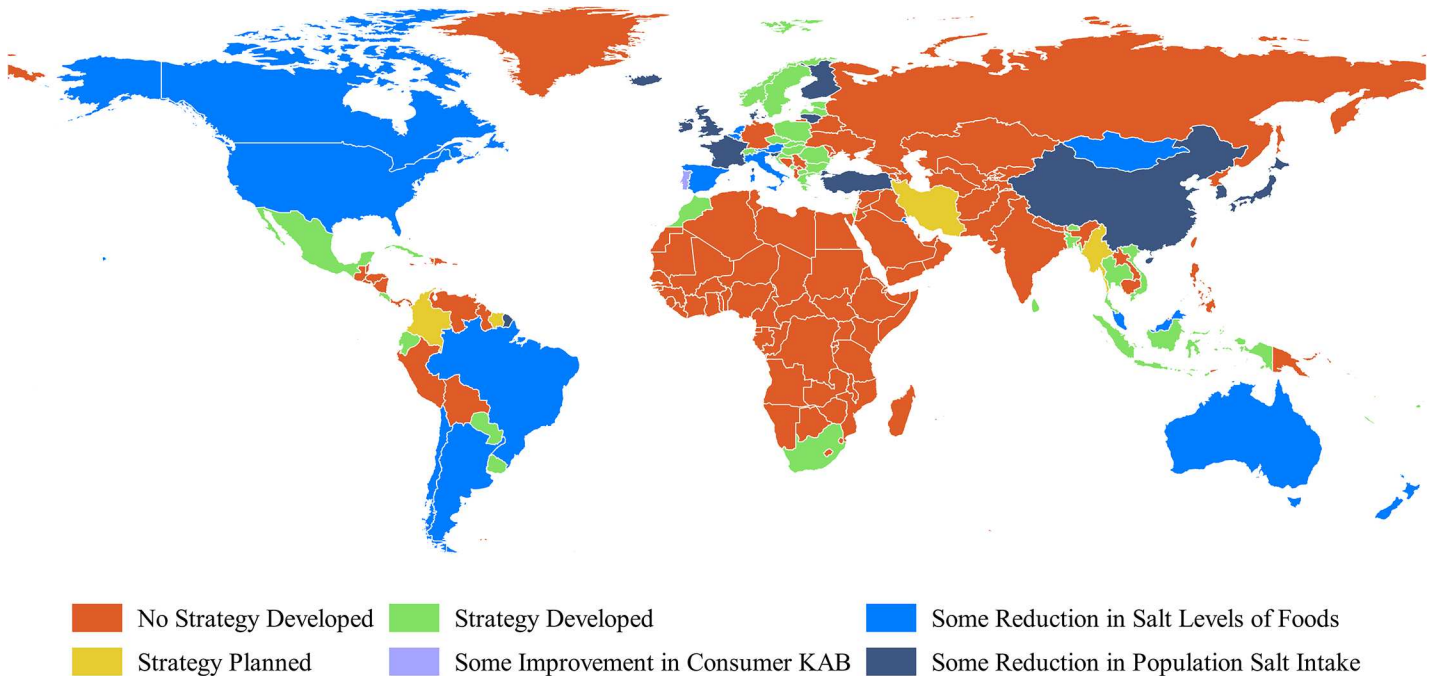 No Strategy Developed
Strategy Developed
Some Reduction in Salt Levels of Foods
Strategy Planned
Some Improvement in Consumer KAB
Some Reduction in Population Salt Intake